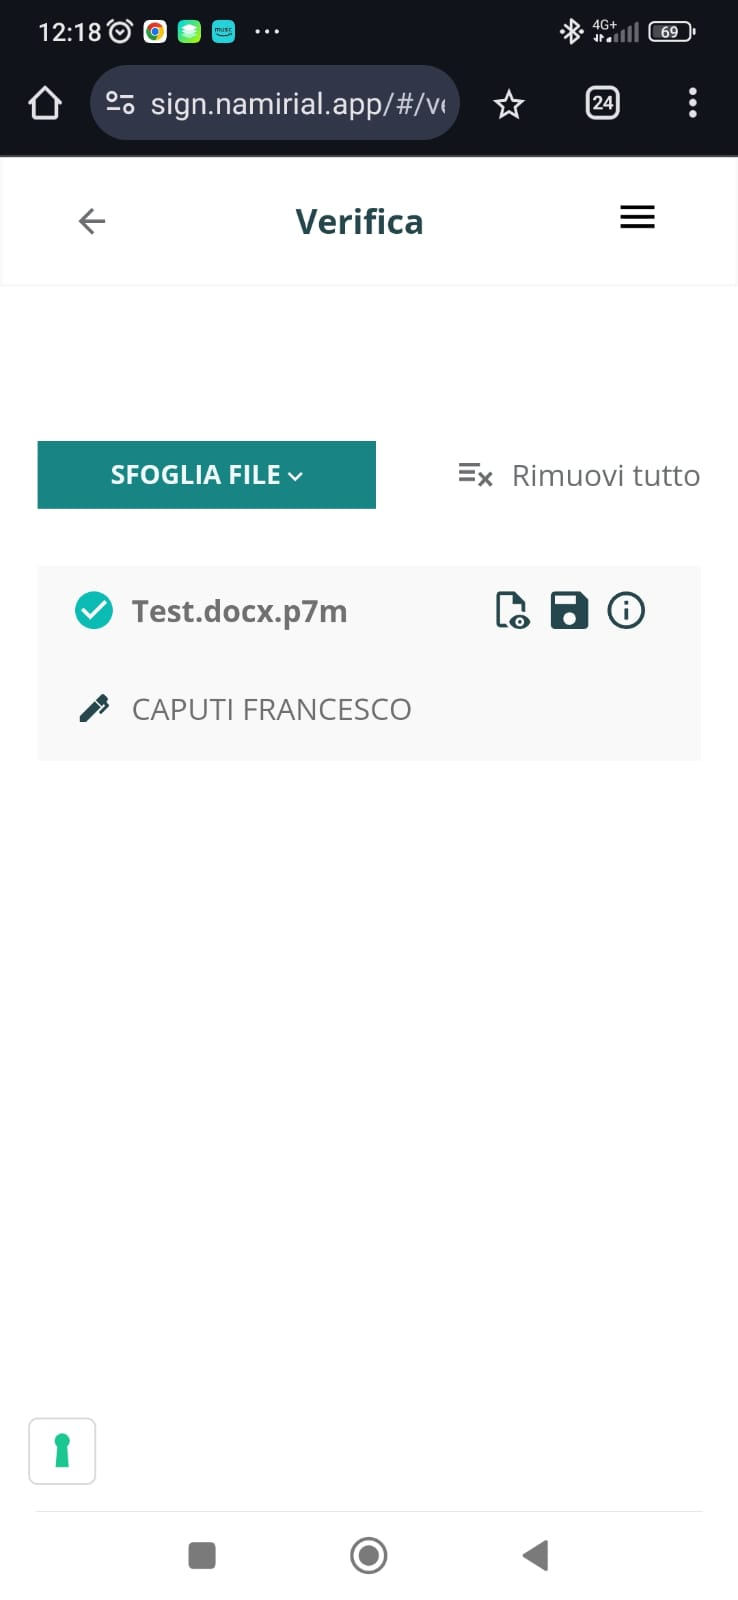 12:18
music
4G+
69
sign.namirial.app/#/ve
24
Verifica
SFOGLIA FILE
Rimuovi tutto
Test.docx.p7m
CAPUTI FRANCESCO